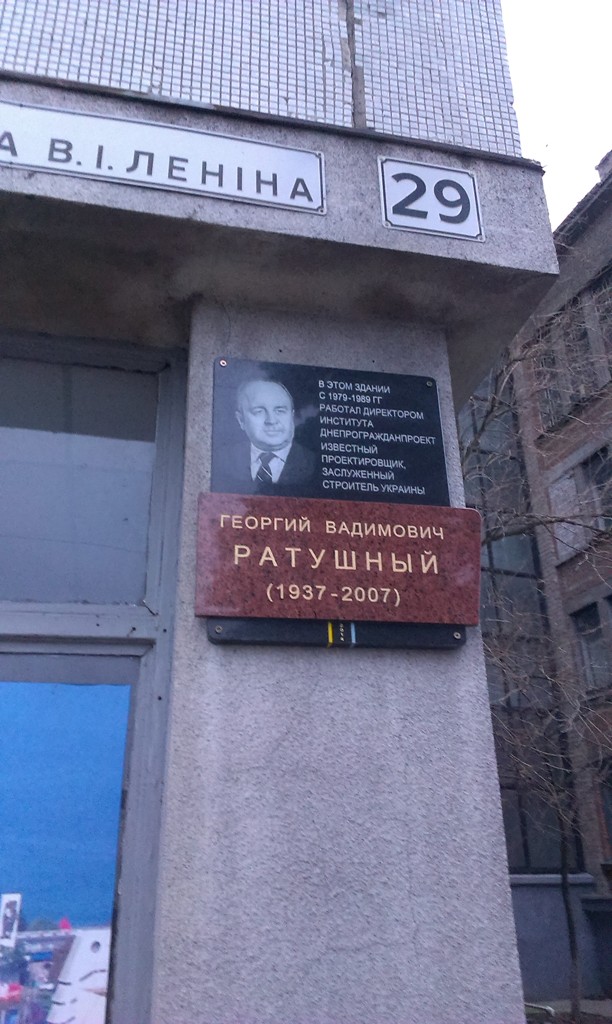 А В.І.ЛЕНІНА
29
В ЭТОМ ЗДАНИИ
С 1979-1989 ГГ
РАБОТАЛ ДИРЕКТОРОМ
ИНСТИТУТА
ДНЕПРОГРАЖДАНПРОЕКТ
ИЗВЕСТНЫЙ
ПРОЕКТИРОВЩИК,
ЗАСЛУЖЕННЫЙ
СТРОИТЕЛЬ УКРАИНЫ
ГЕОРГИЙ ВАДИМОВИЧ
РАТУШНЫЙ
(1937-2007)